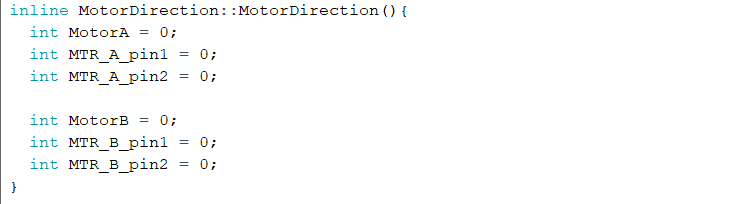 inline MotorDirection::MotorDirection(){
  int MotorA = 0;
  int MTR_A_pin1 = 0;
  int MTR_A_pin2 = 0;

  int MotorB = 0;
  int MTR_B_pin1 = 0;
  int MTR_B_pin2 = 0;
}